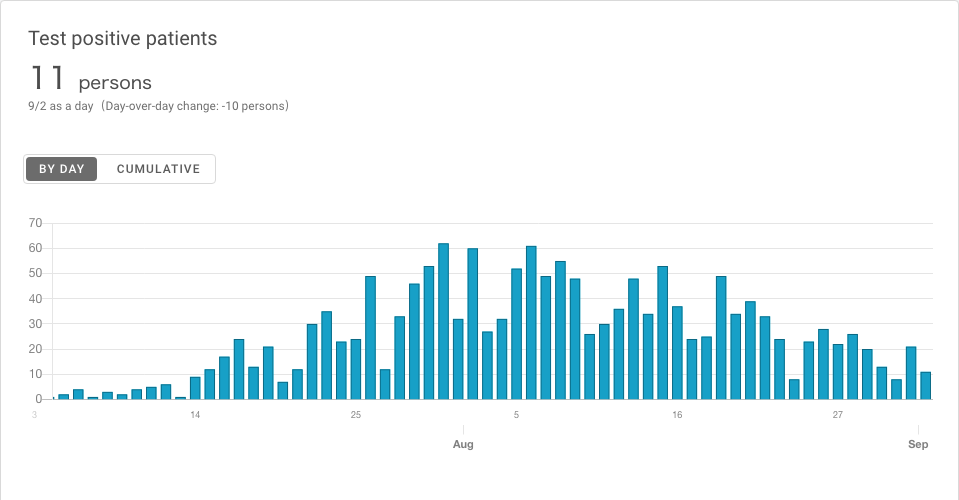 Test positive patients
11 persons
9/2 as a day（Day-over-day change: -10 persons）
BY DAY CUMULATIVE
70
60
50
40
30
20
10
0
3 14 25 5 16 27
Aug Sep